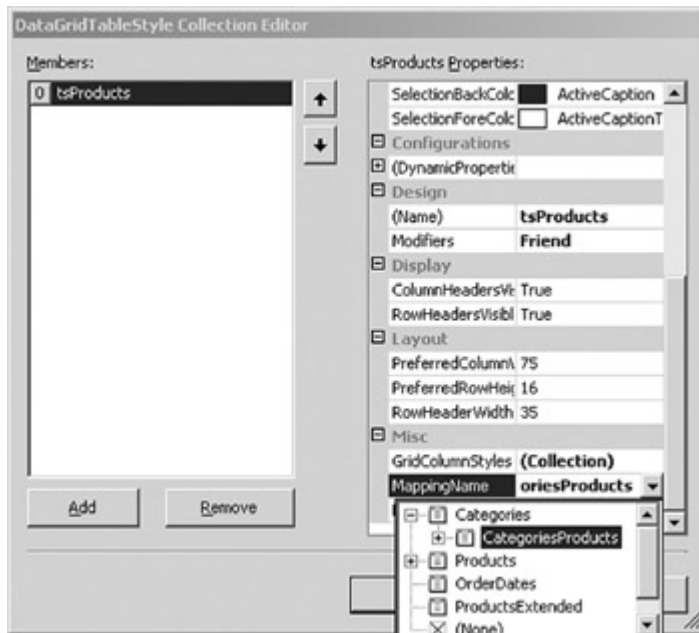 DataGridTableStyle Collection Editor
Members:
tsProducts Properties:
0 tsProducts
SelectionBackColc ActiveCaption
SelectionForeColc ActiveCaptionT
Configurations
(DynamicPropertie
Design
(Name) tsProducts
Modifiers Friend
Display
ColumnHeadersVi True
RowHeadersVisibl True
Layout
PreferredColumnV 75
PreferredRowHeig 16
RowHeaderWidth 35
Misc
GridColumnStyles (Collection)
MappingName oriesProducts
Add Remove
Categories
CategoriesProducts
Products
OrderDates
ProductsExtended
(None)